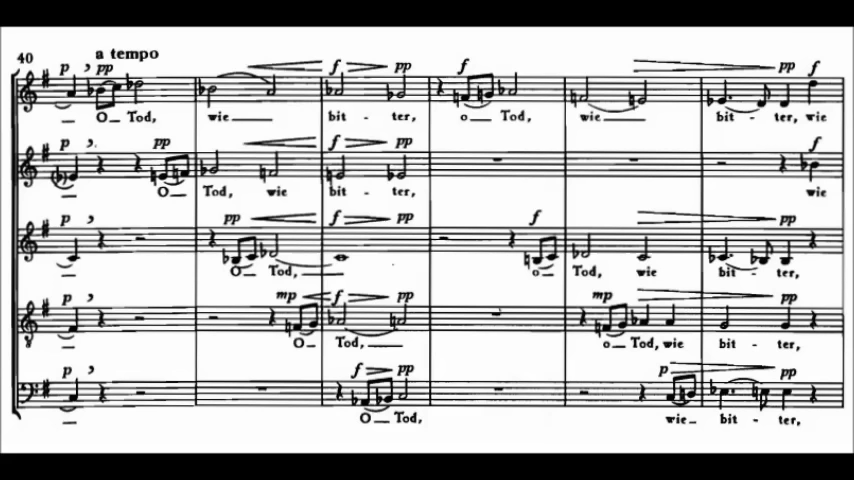 40 a tempo
p , pp f pp f pp f
— O — Tod, wie — bit - ter, o — Tod, wie — bit - ter, wie
p , pp f
— O — Tod, wie bit - ter, wie
p , pp f pp f pp
— O — Tod, — o — Tod, wie bit - ter,
p , mp f pp mp pp
— O — Tod, — o — Tod, wie bit - ter,
p , f pp p pp
— O — Tod, wie — bit - ter,